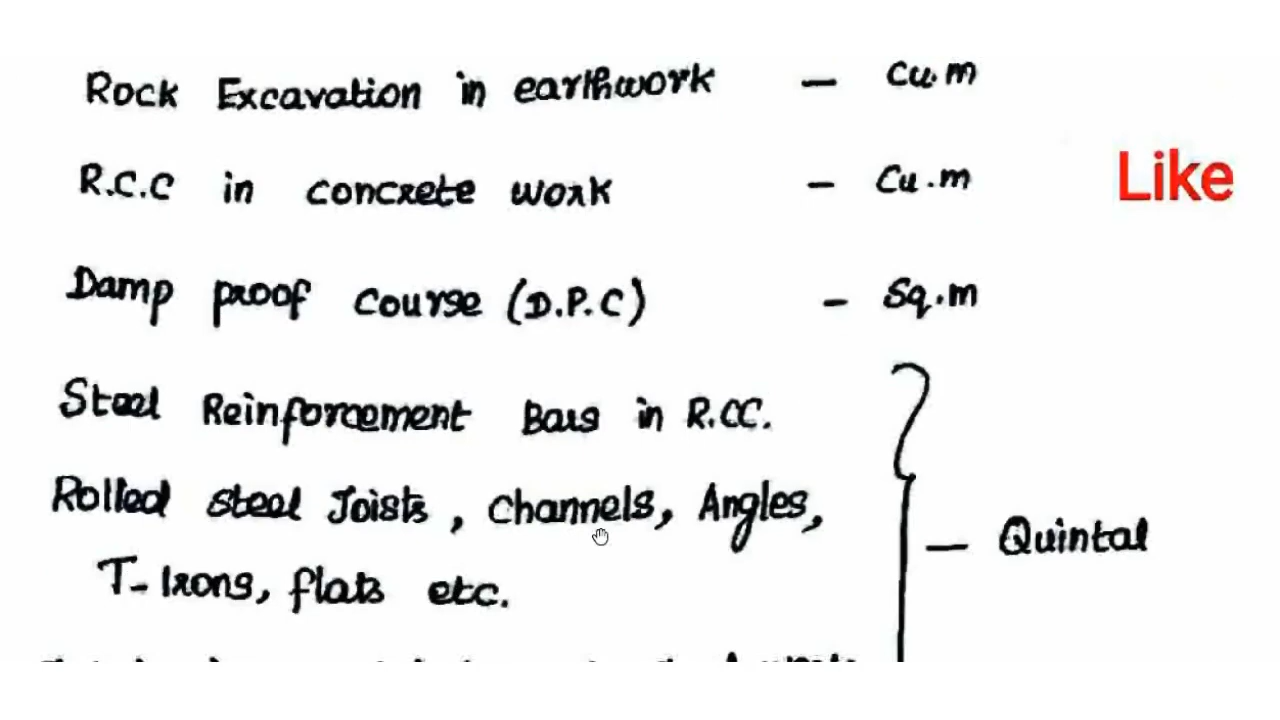 Rock Excavation in earthwork – Cu.m
R.C.C in concrete work – Cu.m
Like
Damp proof course (D.P.C) – Sq.m
Steel Reinforcement Bars in R.CC.
Rolled steel Joists, Channels, Angles,
– Quintal
T-Irons, flats etc.